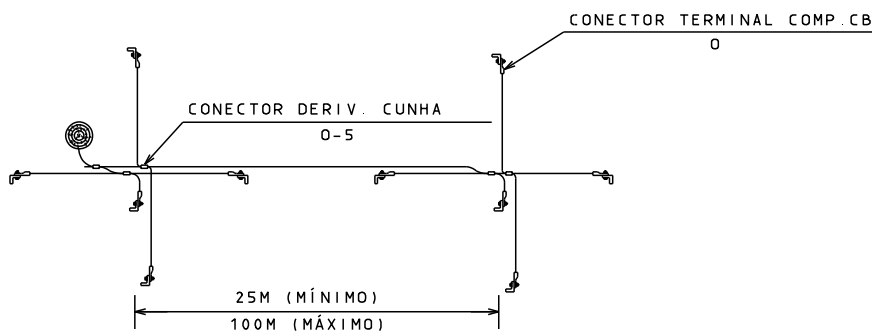 CONECTOR TERMINAL COMP.CB
O
CONECTOR DERIV. CUNHA
O-5
25M (MÍNIMO)
100M (MÁXIMO)